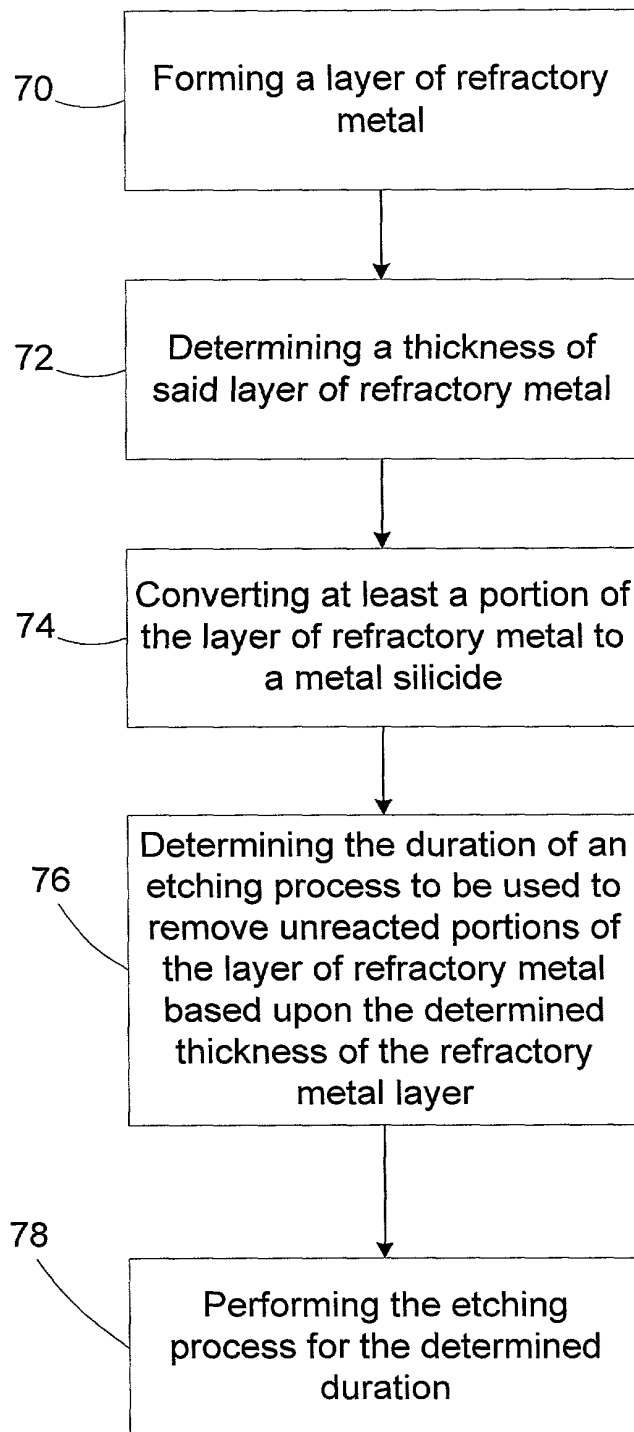 70
Forming a layer of refractory
metal
72
Determining a thickness of
said layer of refractory metal
74
Converting at least a portion of
the layer of refractory metal to
a metal silicide
76
Determining the duration of an
etching process to be used to
remove unreacted portions of
the layer of refractory metal
based upon the determined
thickness of the refractory
metal layer
78
Performing the etching
process for the determined
duration